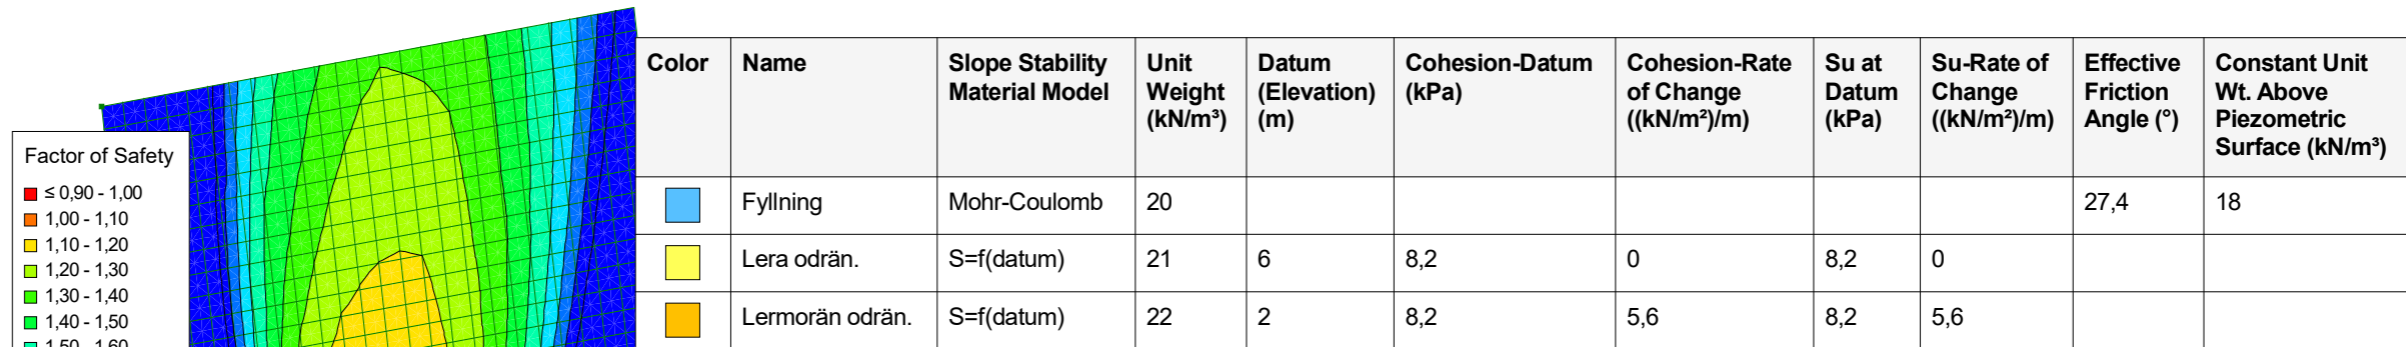 Color Name Slope Stability Material Model Unit Weight (kN/m³) Datum (Elevation) (m) Cohesion-Datum (kPa) Cohesion-Rate of Change ((kN/m²)/m) Su at Datum (kPa) Su-Rate of Change ((kN/m²)/m) Effective Friction Angle (°) Constant Unit Wt. Above Piezometric Surface (kN/m³)
Fyllning Mohr-Coulomb 20 27,4 18
Lera odrän. S=f(datum) 21 6 8,2 0 8,2 0
Lermorän odrän. S=f(datum) 22 2 8,2 5,6 8,2 5,6
Factor of Safety
≤ 0,90 - 1,00
1,00 - 1,10
1,10 - 1,20
1,20 - 1,30
1,30 - 1,40
1,40 - 1,50
1,50 - 1,60